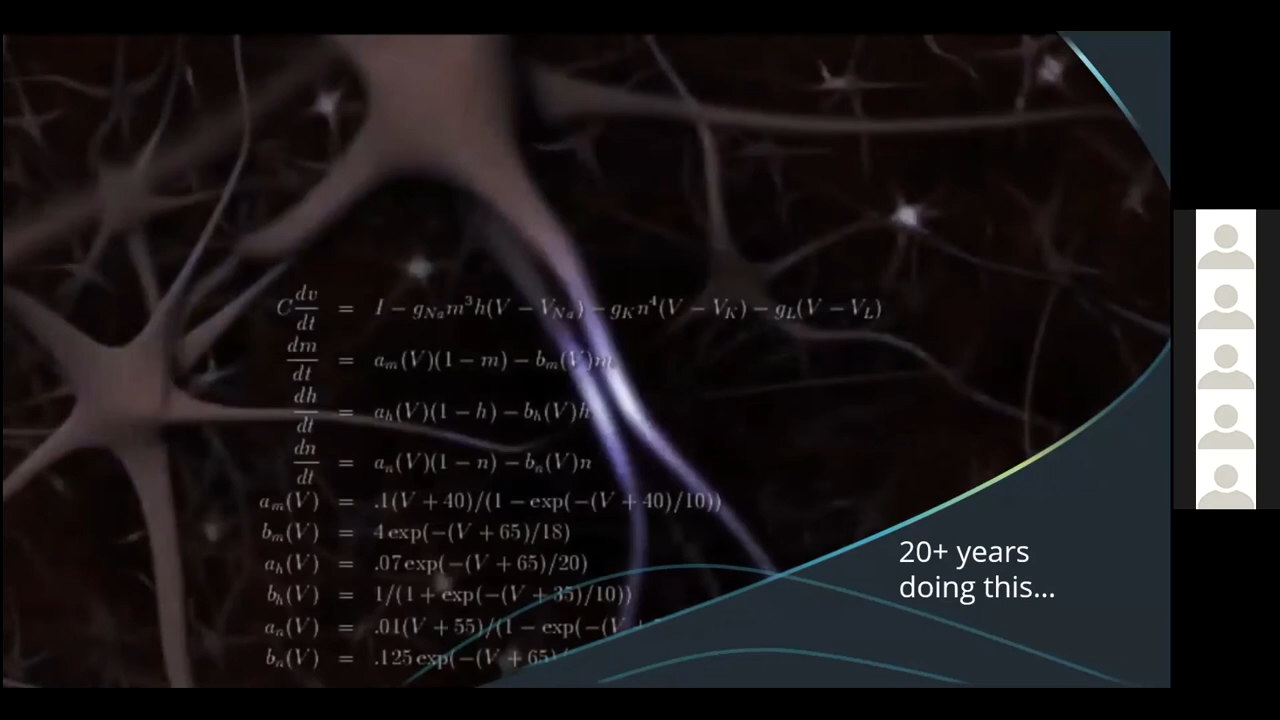 C dv/dt = I − g_Na m³h(V − V_Na) − g_K n⁴(V − V_K) − g_L(V − V_L)
dm/dt = a_m(V)(1 − m) − b_m(V)m
dh/dt = a_h(V)(1 − h) − b_h(V)h
dn/dt = a_n(V)(1 − n) − b_n(V)n
a_m(V) = .1(V + 40)/(1 − exp(−(V + 40)/10))
b_m(V) = 4 exp(−(V + 65)/18)
a_h(V) = .07 exp(−(V + 65)/20)
b_h(V) = 1/(1 + exp(−(V + 35)/10))
a_n(V) = .01(V + 55)/(1 − exp(−(V +
b_n(V) = .125 exp(−(V + 65)/
20+ years
doing this...